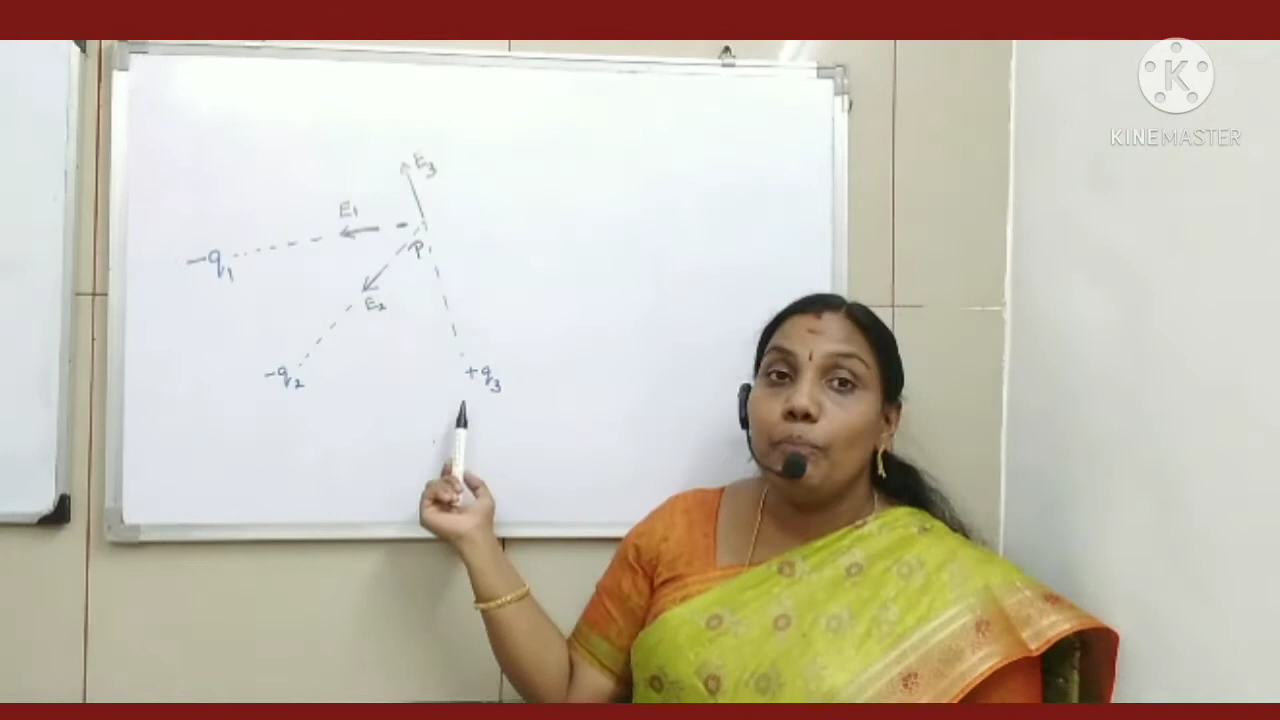 E₃
E₁
P
-q₁
E₂
-q₂
+q₃
K
KINEMASTER